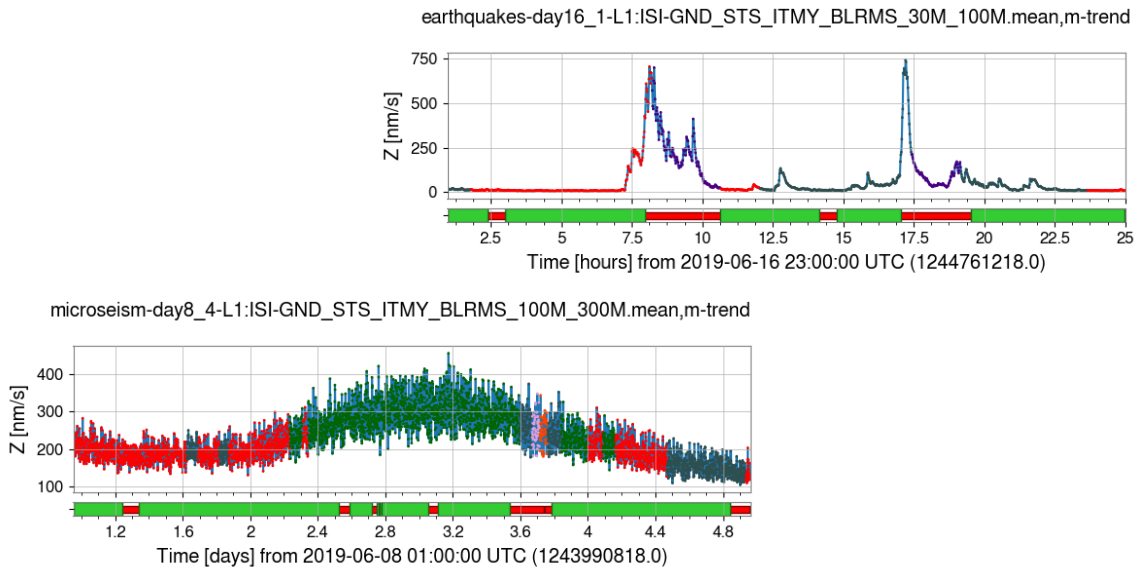 earthquakes-day16_1-L1:ISI-GND_STS_ITMY_BLRMS_30M_100M.mean,m-trend
Z [nm/s]
750
500
250
0
2.5 5 7.5 10 12.5 15 17.5 20 22.5 25
Time [hours] from 2019-06-16 23:00:00 UTC (1244761218.0)
microseism-day8_4-L1:ISI-GND_STS_ITMY_BLRMS_100M_300M.mean,m-trend
Z [nm/s]
400
300
200
100
1.2 1.6 2 2.4 2.8 3.2 3.6 4 4.4 4.8
Time [days] from 2019-06-08 01:00:00 UTC (1243990818.0)